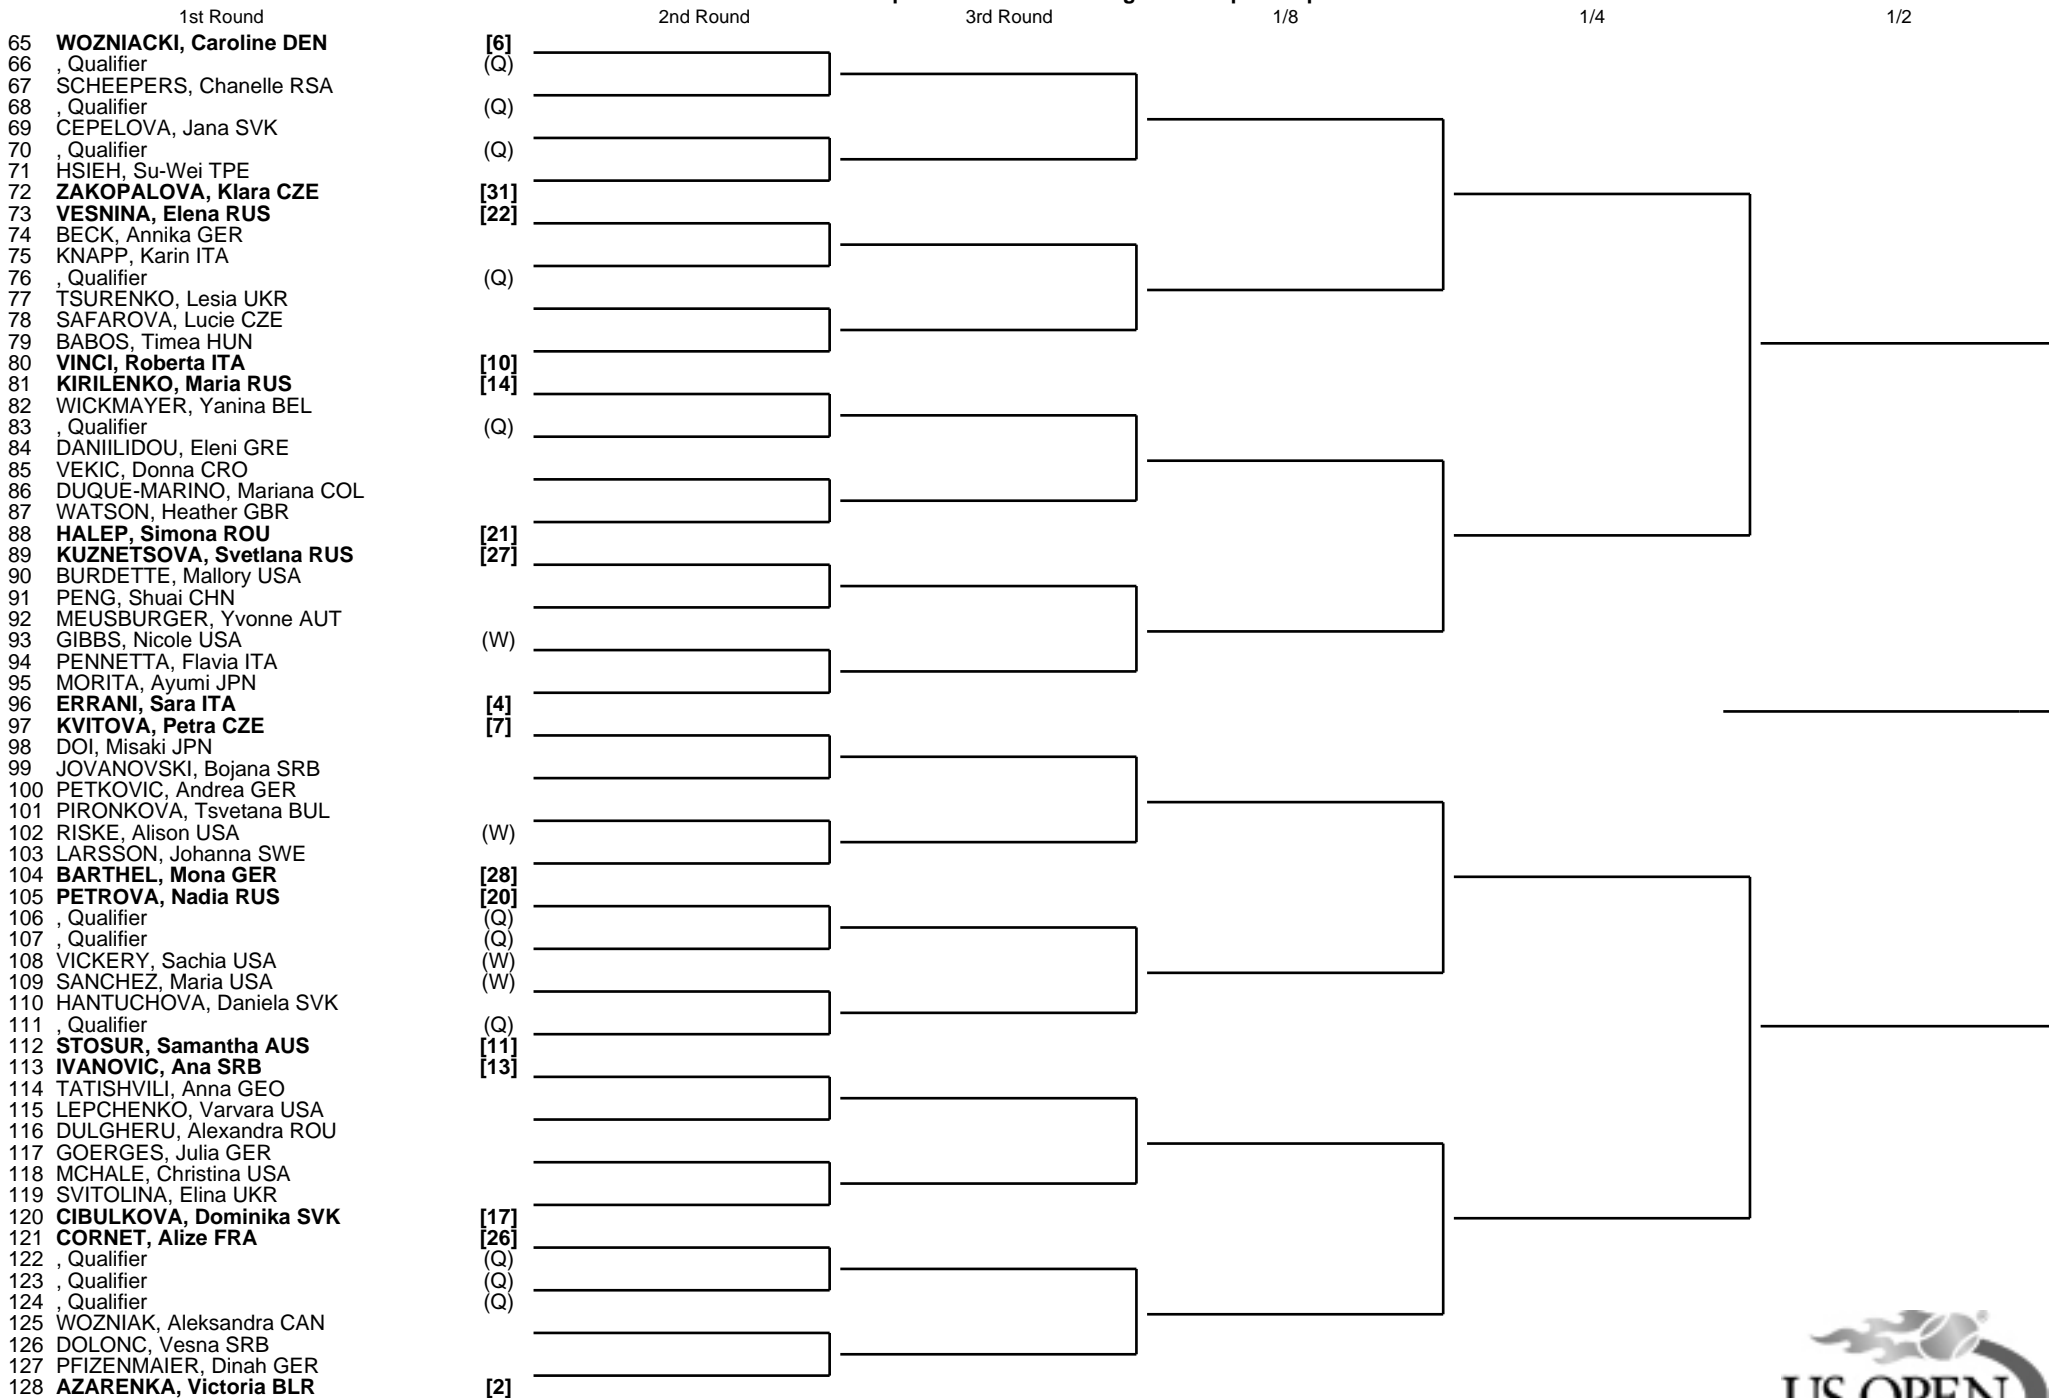 1st Round 2nd Round 3rd Round 1/8 1/4 1/2
65 WOZNIACKI, Caroline DEN [6]
66 , Qualifier (Q)
67 SCHEEPERS, Chanelle RSA
68 , Qualifier (Q)
69 CEPELOVA, Jana SVK
70 , Qualifier (Q)
71 HSIEH, Su-Wei TPE
72 ZAKOPALOVA, Klara CZE [31]
73 VESNINA, Elena RUS [22]
74 BECK, Annika GER
75 KNAPP, Karin ITA
76 , Qualifier (Q)
77 TSURENKO, Lesia UKR
78 SAFAROVA, Lucie CZE
79 BABOS, Timea HUN
80 VINCI, Roberta ITA [10]
81 KIRILENKO, Maria RUS [14]
82 WICKMAYER, Yanina BEL
83 , Qualifier (Q)
84 DANIILIDOU, Eleni GRE
85 VEKIC, Donna CRO
86 DUQUE-MARINO, Mariana COL
87 WATSON, Heather GBR
88 HALEP, Simona ROU [21]
89 KUZNETSOVA, Svetlana RUS [27]
90 BURDETTE, Mallory USA
91 PENG, Shuai CHN
92 MEUSBURGER, Yvonne AUT
93 GIBBS, Nicole USA (W)
94 PENNETTA, Flavia ITA
95 MORITA, Ayumi JPN
96 ERRANI, Sara ITA [4]
97 KVITOVA, Petra CZE [7]
98 DOI, Misaki JPN
99 JOVANOVSKI, Bojana SRB
100 PETKOVIC, Andrea GER
101 PIRONKOVA, Tsvetana BUL
102 RISKE, Alison USA (W)
103 LARSSON, Johanna SWE
104 BARTHEL, Mona GER [28]
105 PETROVA, Nadia RUS [20]
106 , Qualifier (Q)
107 , Qualifier (Q)
108 VICKERY, Sachia USA (W)
109 SANCHEZ, Maria USA (W)
110 HANTUCHOVA, Daniela SVK
111 , Qualifier (Q)
112 STOSUR, Samantha AUS [11]
113 IVANOVIC, Ana SRB [13]
114 TATISHVILI, Anna GEO
115 LEPCHENKO, Varvara USA
116 DULGHERU, Alexandra ROU
117 GOERGES, Julia GER
118 MCHALE, Christina USA
119 SVITOLINA, Elina UKR
120 CIBULKOVA, Dominika SVK [17]
121 CORNET, Alize FRA [26]
122 , Qualifier (Q)
123 , Qualifier (Q)
124 , Qualifier (Q)
125 WOZNIAK, Aleksandra CAN
126 DOLONC, Vesna SRB
127 PFIZENMAIER, Dinah GER
128 AZARENKA, Victoria BLR [2]
US OPEN